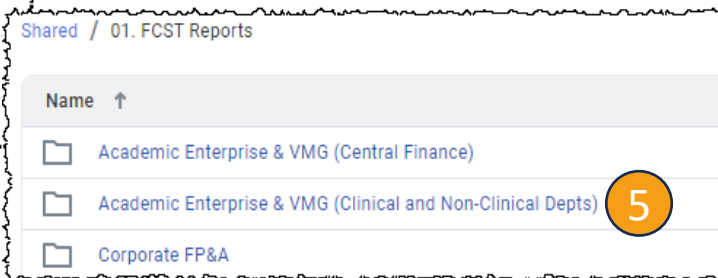 Shared / 01. FCST Reports
Name ↑
Academic Enterprise & VMG (Central Finance)
Academic Enterprise & VMG (Clinical and Non-Clinical Depts) 5
Corporate FP&A